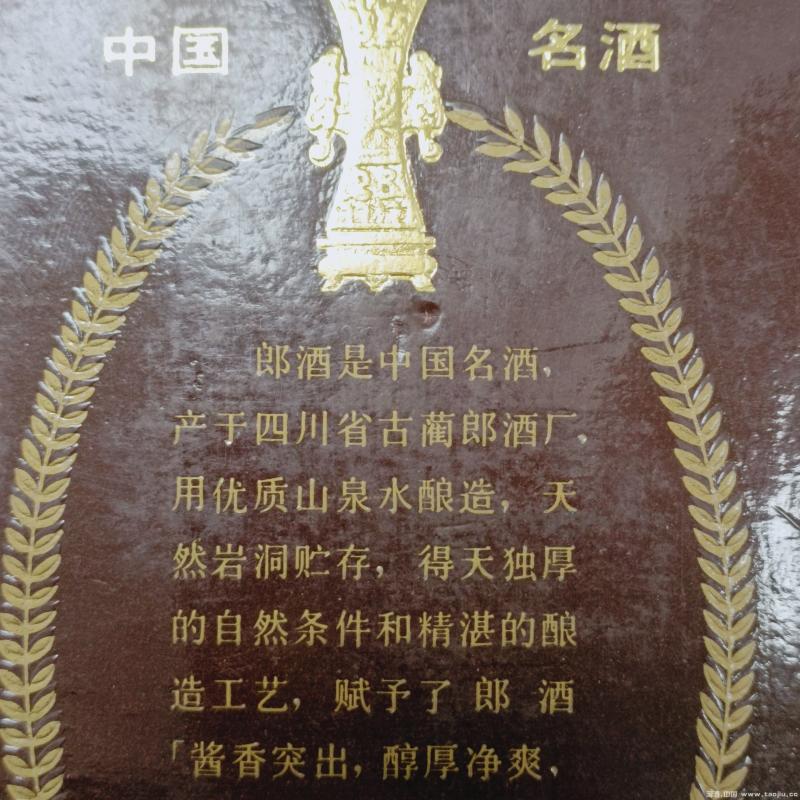 中国 名酒
郎酒是中国名酒，
产于四川省古蔺郎酒厂，
用优质山泉水酿造，天
然岩洞贮存，得天独厚
的自然条件和精湛的酿
造工艺，赋予了郎酒
「酱香突出，醇厚净爽，
www.taojiu.co